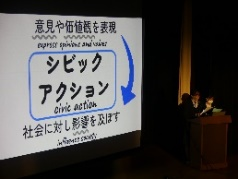 意見や価値観を表現
express opinions and values
シビック
アクション
civic action
社会に対し影響を及ぼす
influence society